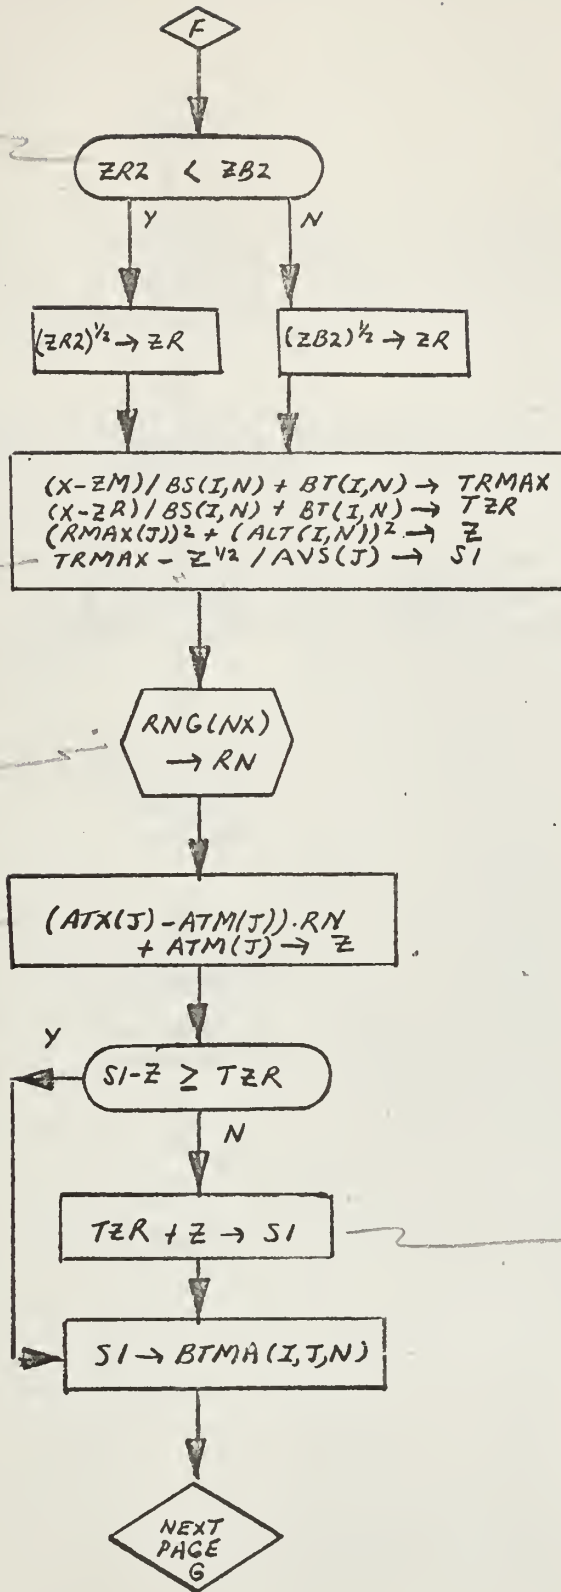 F
ZR2 < ZB2
Y
N
(ZR2)^1/2 → ZR
(ZB2)^1/2 → ZR
(X-ZM)/BS(I,N) + BT(I,N) → TRMAX
(X-ZR)/BS(I,N) + BT(I,N) → TZR
(RMAX(J))² + (ALT(I,N))² → Z
TRMAX - Z^1/2 / AVS(J) → S1
RNG(NX)
→ RN
(ATX(J) - ATM(J))·RN
+ ATM(J) → Z
Y
S1-Z ≥ TZR
N
TZR + Z → S1
S1 → BTMA(I,J,N)
NEXT
PAGE
G